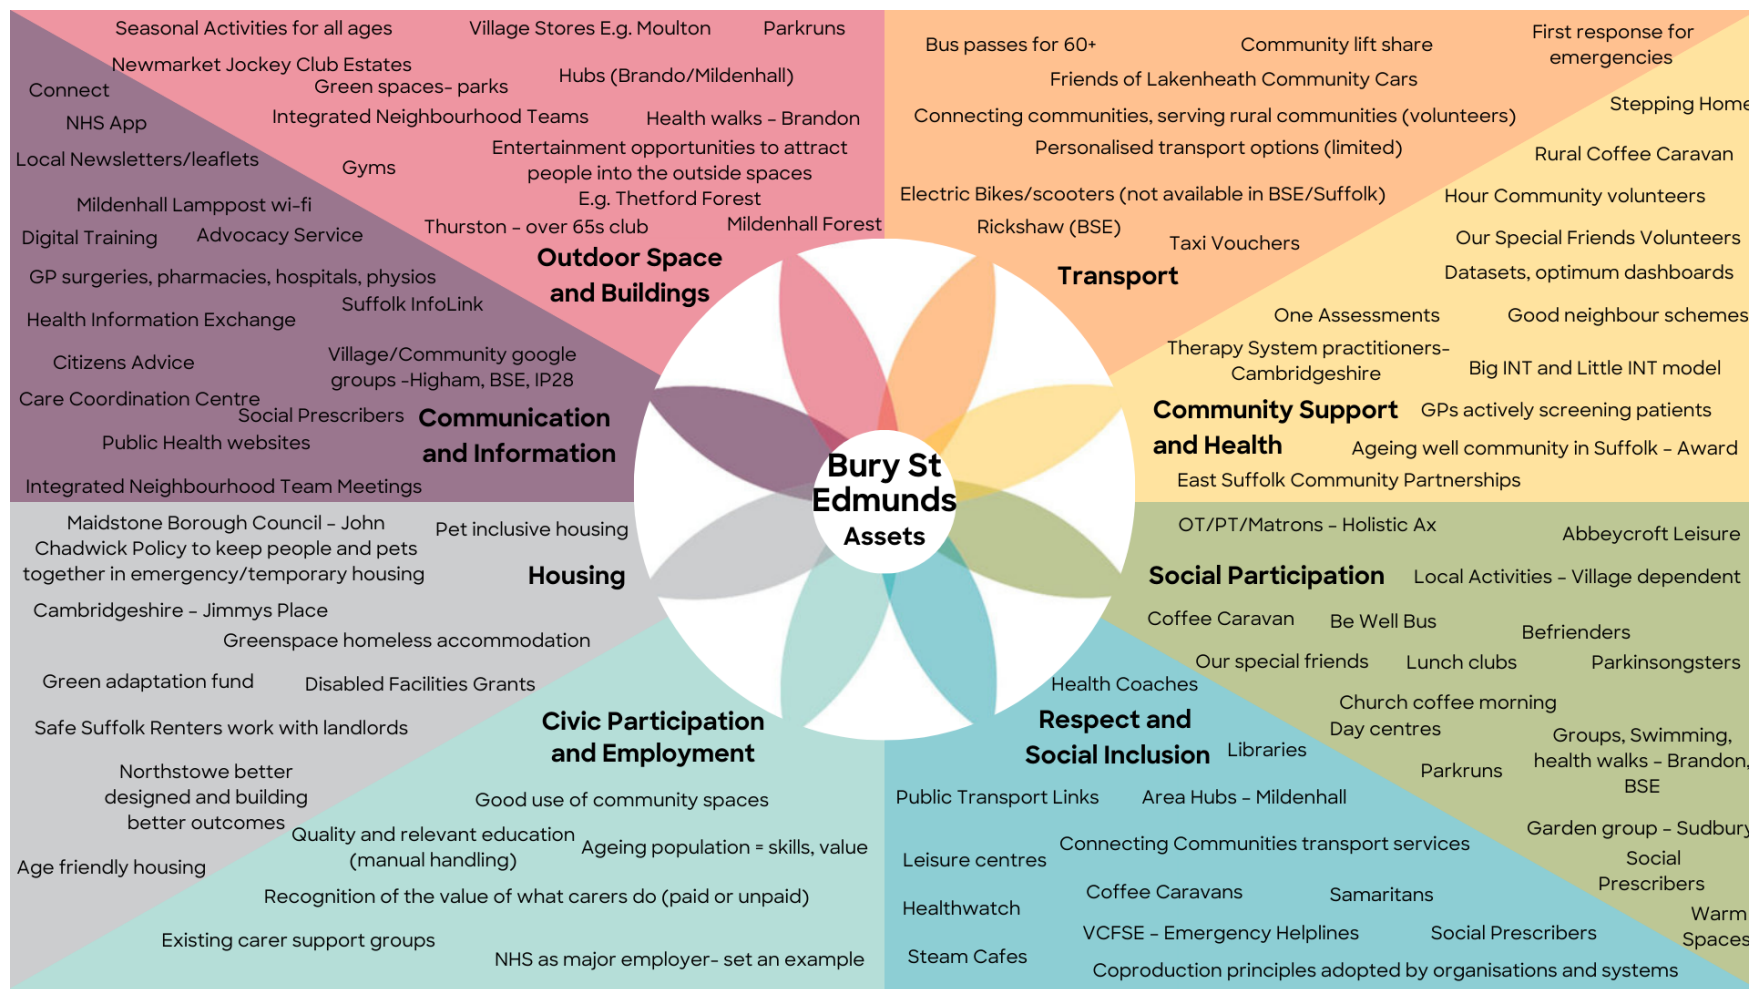 Seasonal Activities for all ages
Village Stores E.g. Moulton
Parkruns
Newmarket Jockey Club Estates
Green spaces- parks
Hubs (Brando/Mildenhall)
Integrated Neighbourhood Teams
Health walks – Brandon
Gyms
Entertainment opportunities to attract
people into the outside spaces
E.g. Thetford Forest
Thurston – over 65s club
Mildenhall Forest
Outdoor Space
and Buildings
Bus passes for 60+
Community lift share
First response for
emergencies
Friends of Lakenheath Community Cars
Connecting communities, serving rural communities (volunteers)
Personalised transport options (limited)
Electric Bikes/scooters (not available in BSE/Suffolk)
Rickshaw (BSE)
Taxi Vouchers
Transport
Stepping Home
Rural Coffee Caravan
Hour Community volunteers
Our Special Friends Volunteers
Datasets, optimum dashboards
One Assessments
Good neighbour schemes
Therapy System practitioners-
Cambridgeshire
Big INT and Little INT model
Community Support
and Health
GPs actively screening patients
Ageing well community in Suffolk – Award
East Suffolk Community Partnerships
Connect
NHS App
Local Newsletters/leaflets
Mildenhall Lamppost wi-fi
Digital Training
Advocacy Service
GP surgeries, pharmacies, hospitals, physios
Suffolk InfoLink
Health Information Exchange
Citizens Advice
Village/Community google
groups -Higham, BSE, IP28
Care Coordination Centre
Social Prescribers
Public Health websites
Communication
and Information
Integrated Neighbourhood Team Meetings
Bury St
Edmunds
Assets
Maidstone Borough Council – John
Chadwick Policy to keep people and pets
together in emergency/temporary housing
Pet inclusive housing
Housing
Cambridgeshire – Jimmys Place
Greenspace homeless accommodation
Green adaptation fund
Disabled Facilities Grants
Safe Suffolk Renters work with landlords
Northstowe better
designed and building
better outcomes
Age friendly housing
Civic Participation
and Employment
Good use of community spaces
Quality and relevant education
(manual handling)
Ageing population = skills, value
Recognition of the value of what carers do (paid or unpaid)
Existing carer support groups
NHS as major employer- set an example
Health Coaches
Respect and
Social Inclusion
Libraries
Public Transport Links
Area Hubs – Mildenhall
Connecting Communities transport services
Leisure centres
Coffee Caravans
Samaritans
Healthwatch
VCFSE – Emergency Helplines
Social Prescribers
Steam Cafes
Coproduction principles adopted by organisations and systems
OT/PT/Matrons – Holistic Ax
Abbeycroft Leisure
Social Participation
Local Activities – Village dependent
Coffee Caravan
Be Well Bus
Befrienders
Our special friends
Lunch clubs
Parkinsongsters
Church coffee morning
Day centres
Groups, Swimming,
health walks – Brandon,
BSE
Parkruns
Garden group – Sudbury
Social
Prescribers
Warm
Spaces